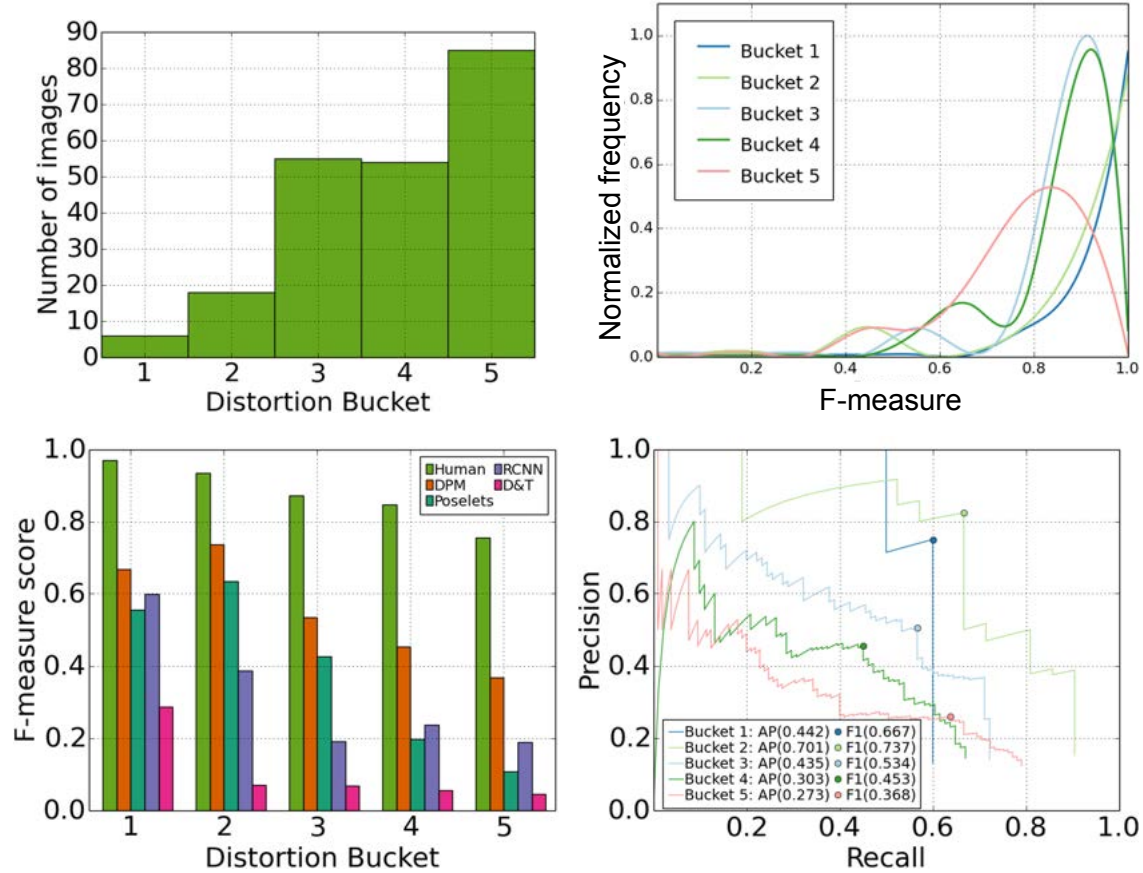 90
80
70
60
50
40
30
20
10
0
Number of images
1 2 3 4 5
Distortion Bucket
1.0
0.8
0.6
0.4
0.2
0.0
Normalized frequency
Bucket 1
Bucket 2
Bucket 3
Bucket 4
Bucket 5
0.2 0.4 0.6 0.8 1.0
F-measure
1.0
0.8
0.6
0.4
0.2
0.0
F-measure score
Human RCNN
DPM D&T
Poselets
1 2 3 4 5
Distortion Bucket
1.0
0.8
0.6
0.4
0.2
0.0
Precision
Bucket 1: AP(0.442) F1(0.667)
Bucket 2: AP(0.701) F1(0.737)
Bucket 3: AP(0.435) F1(0.534)
Bucket 4: AP(0.303) F1(0.453)
Bucket 5: AP(0.273) F1(0.368)
0.2 0.4 0.6 0.8 1.0
Recall